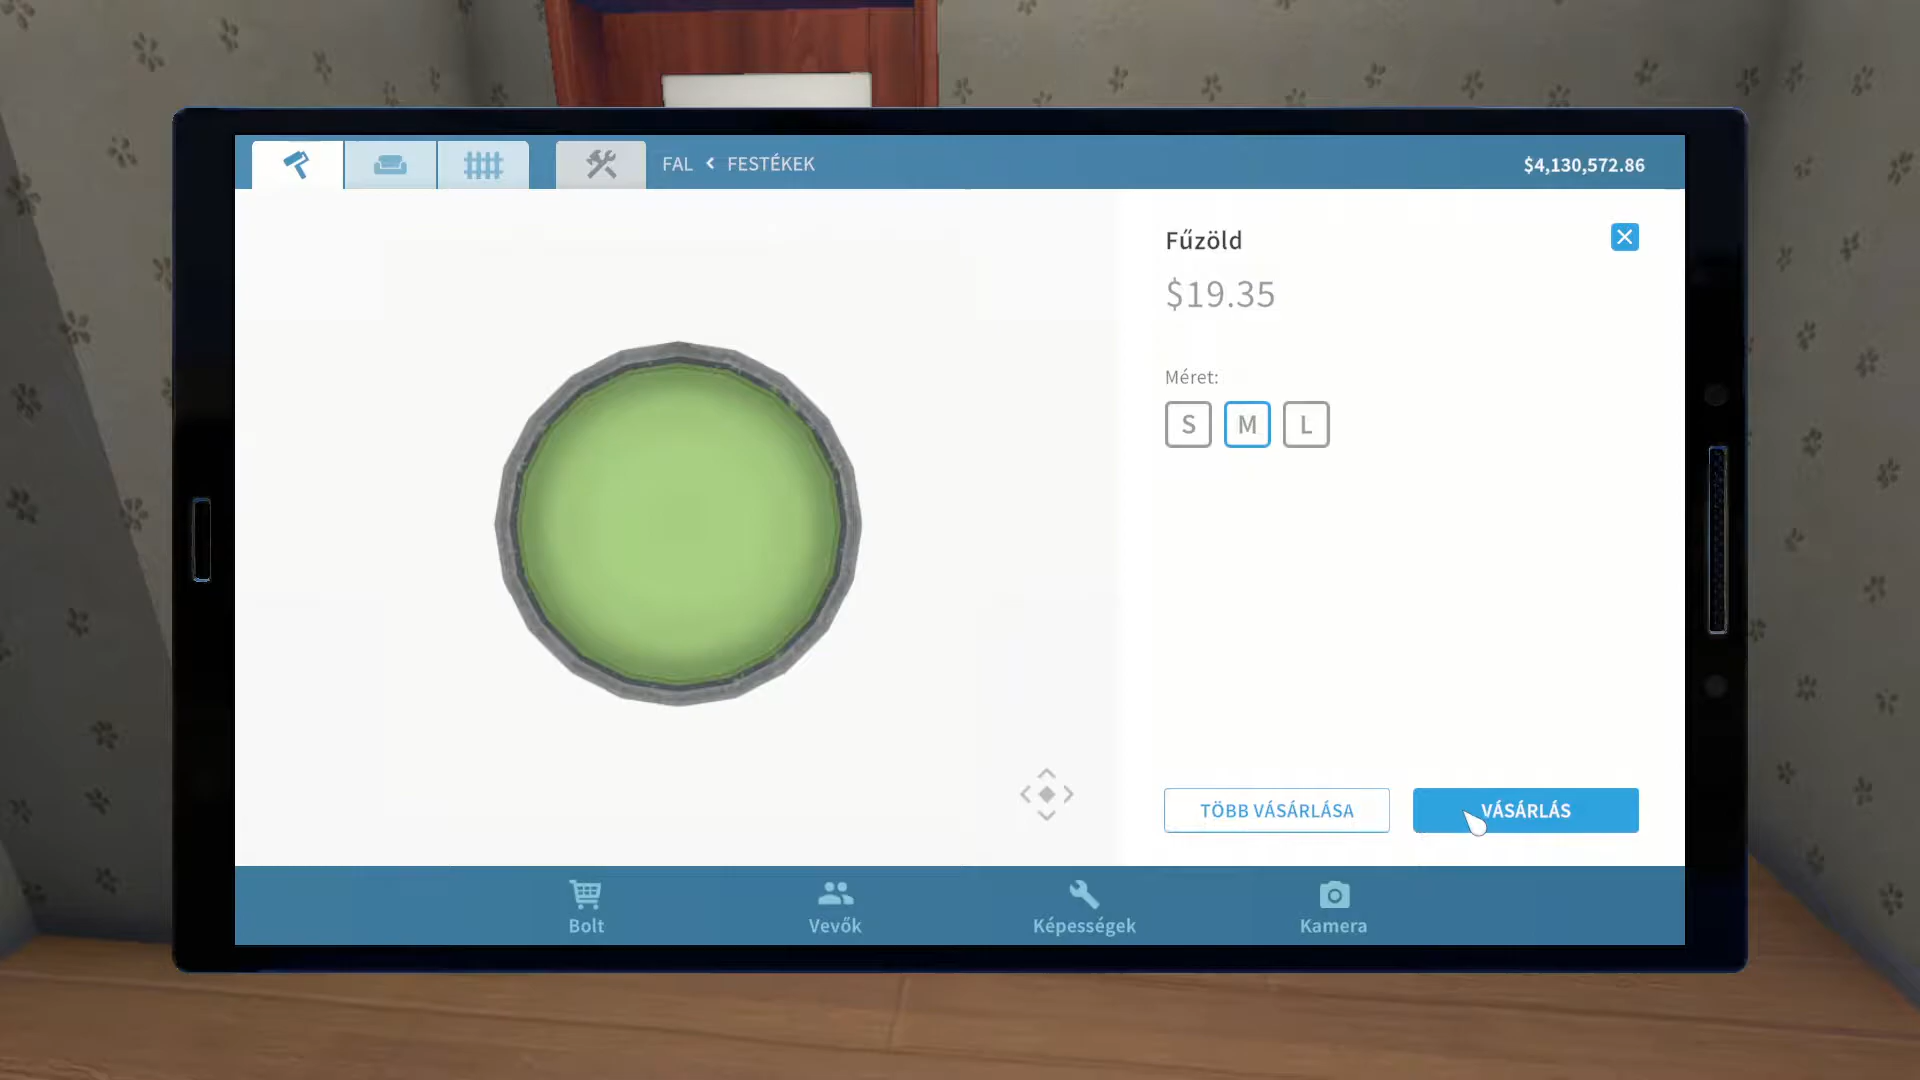 FAL < FESTÉKEK
$4,130,572.86
Fűzöld
$19.35
Méret:
S M L
TÖBB VÁSÁRLÁSA
VÁSÁRLÁS
Bolt
Vevők
Képességek
Kamera